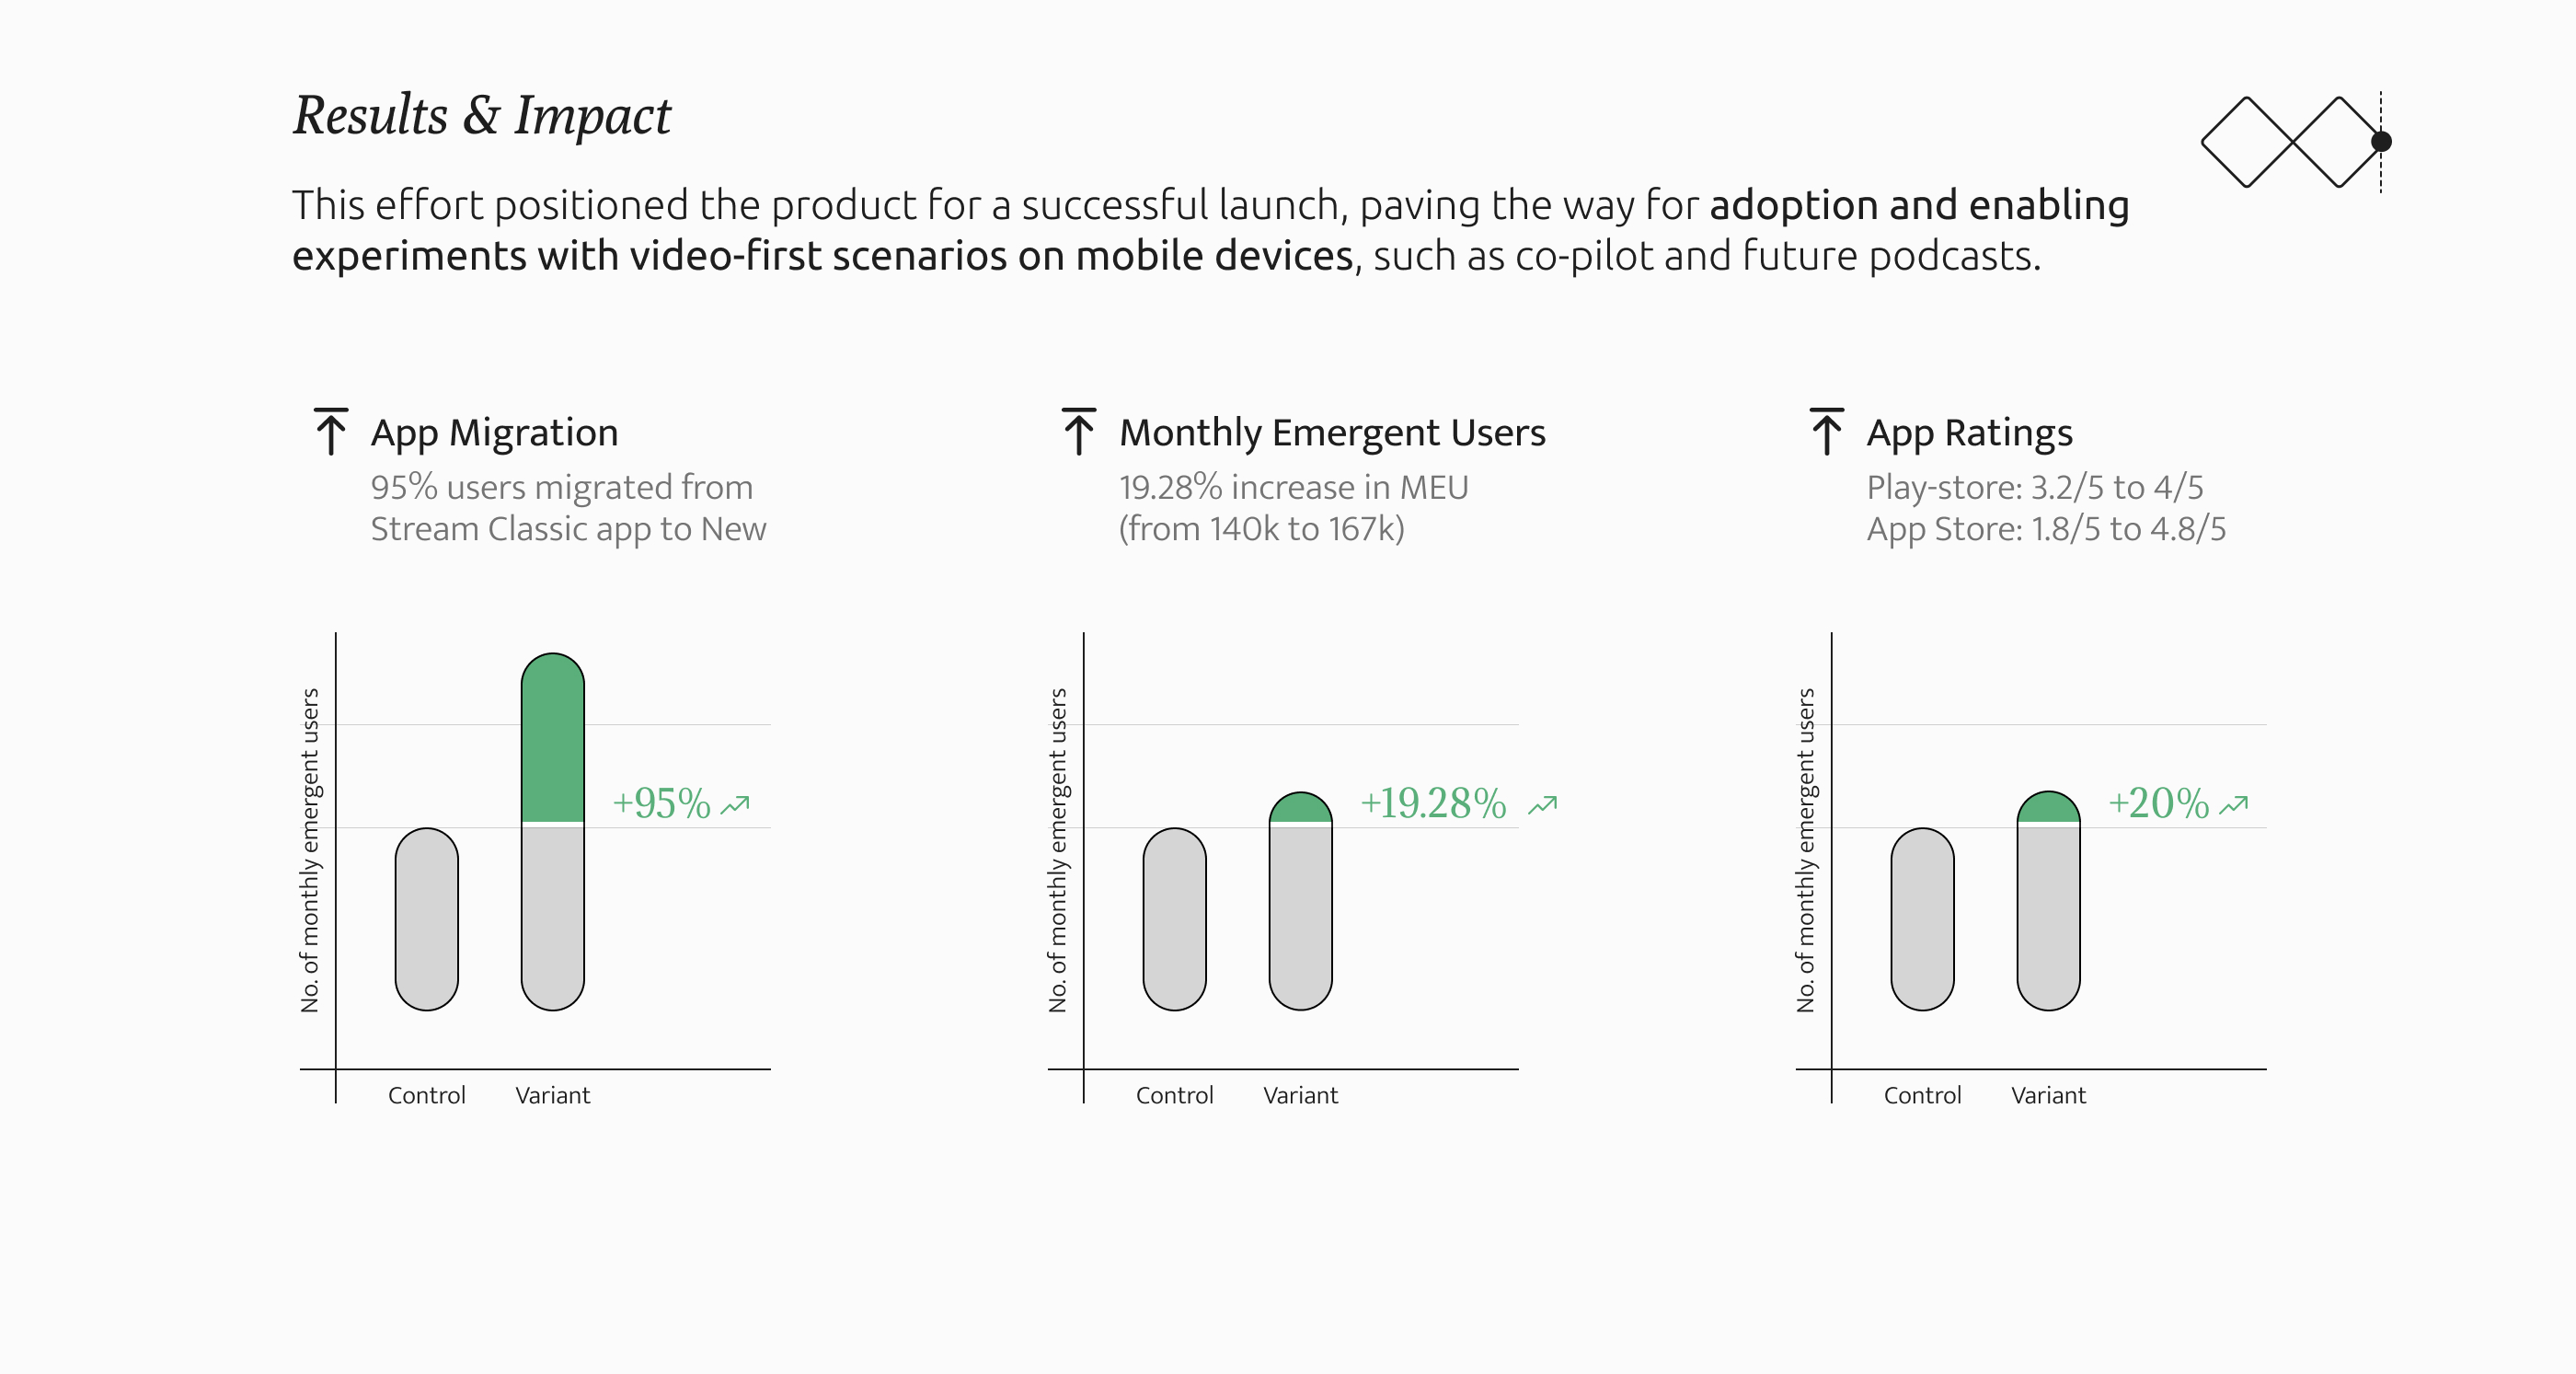 Results & Impact
This effort positioned the product for a successful launch, paving the way for adoption and enabling
experiments with video-first scenarios on mobile devices, such as co-pilot and future podcasts.
App Migration
95% users migrated from
Stream Classic app to New
No. of monthly emergent users
+95%
Control
Variant
Monthly Emergent Users
19.28% increase in MEU
(from 140k to 167k)
No. of monthly emergent users
+19.28%
Control
Variant
App Ratings
Play-store: 3.2/5 to 4/5
App Store: 1.8/5 to 4.8/5
No. of monthly emergent users
+20%
Control
Variant